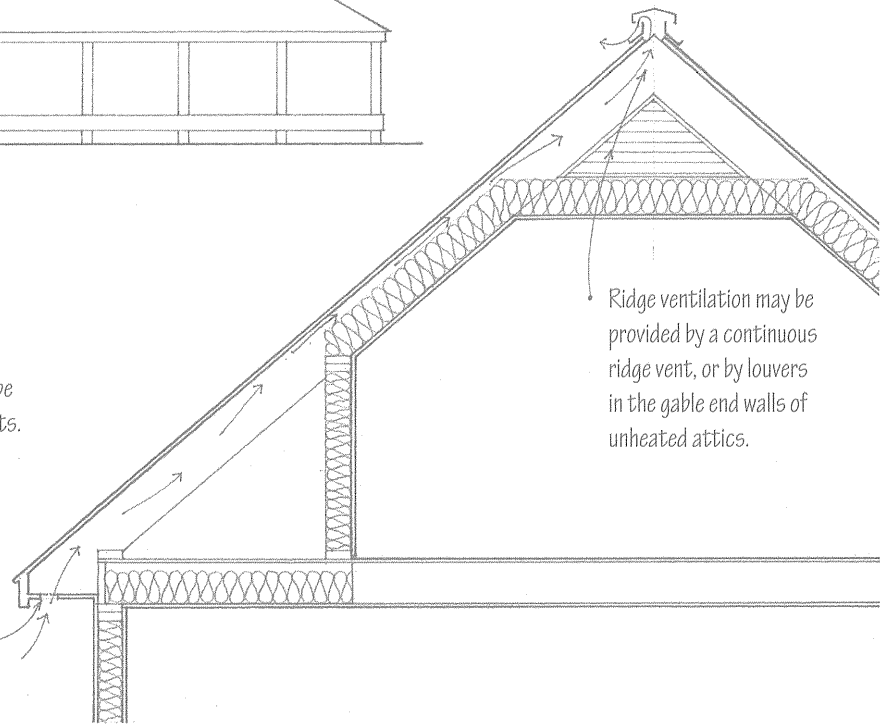 ts.
Ridge ventilation may be
provided by a continuous
ridge vent, or by louvers
in the gable end walls of
unheated attics.